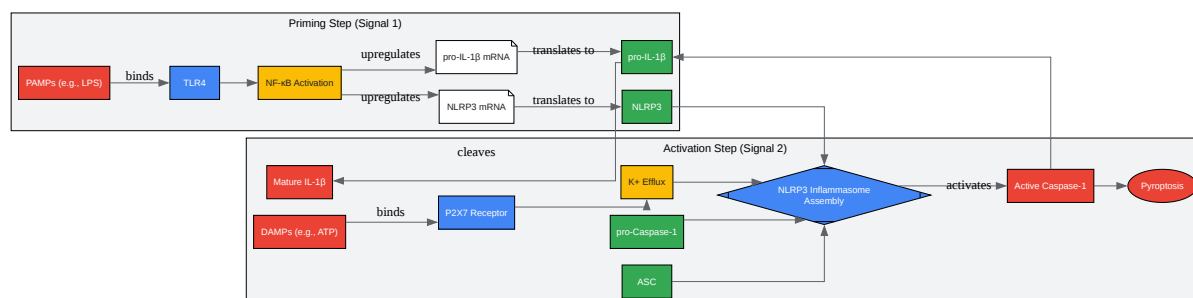 Priming Step (Signal 1)
PAMPs (e.g., LPS)
binds
TLR4
NF-κB Activation
upregulates
pro-IL-1β mRNA
translates to
pro-IL-1β
upregulates
NLRP3 mRNA
translates to
NLRP3
Activation Step (Signal 2)
cleaves
Mature IL-1β
DAMPs (e.g., ATP)
binds
P2X7 Receptor
K+ Efflux
pro-Caspase-1
ASC
NLRP3 Inflammasome
Assembly
activates
Active Caspase-1
Pyroptosis